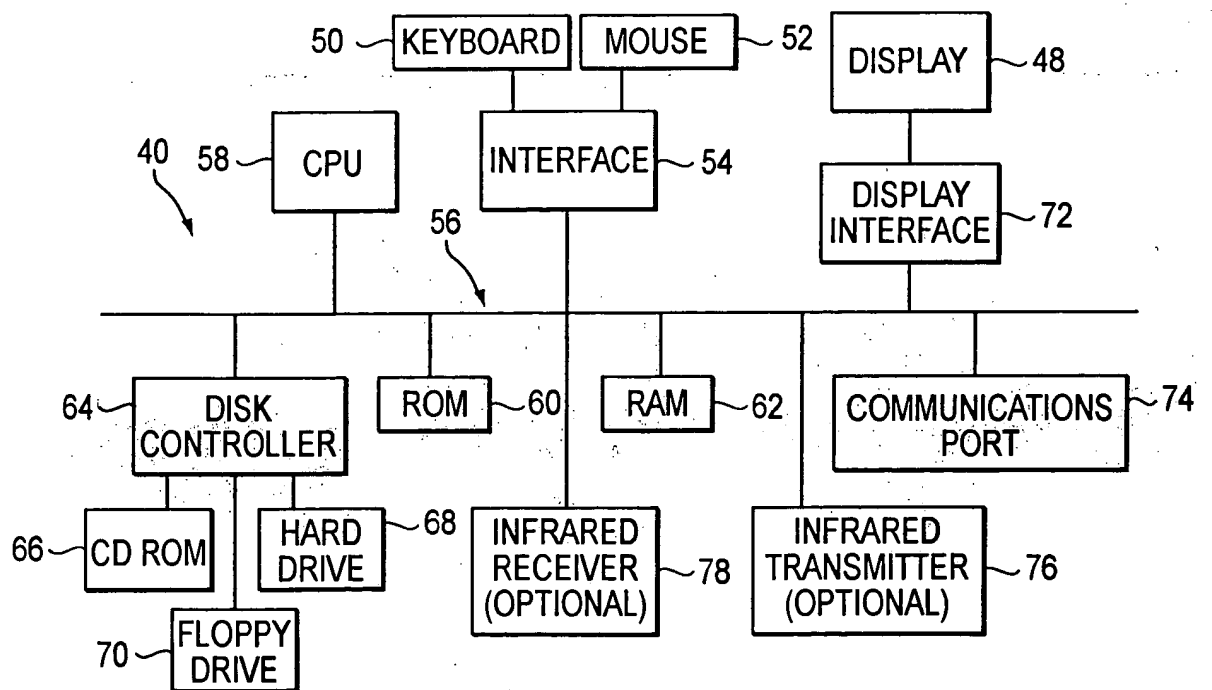 50
KEYBOARD
MOUSE
52
DISPLAY
48
40
58
CPU
INTERFACE
54
DISPLAY
INTERFACE
72
56
64
DISK
CONTROLLER
ROM
60
RAM
62
COMMUNICATIONS
PORT
74
66
CD ROM
HARD
DRIVE
68
INFRARED
RECEIVER
(OPTIONAL)
78
INFRARED
TRANSMITTER
(OPTIONAL)
76
70
FLOPPY
DRIVE